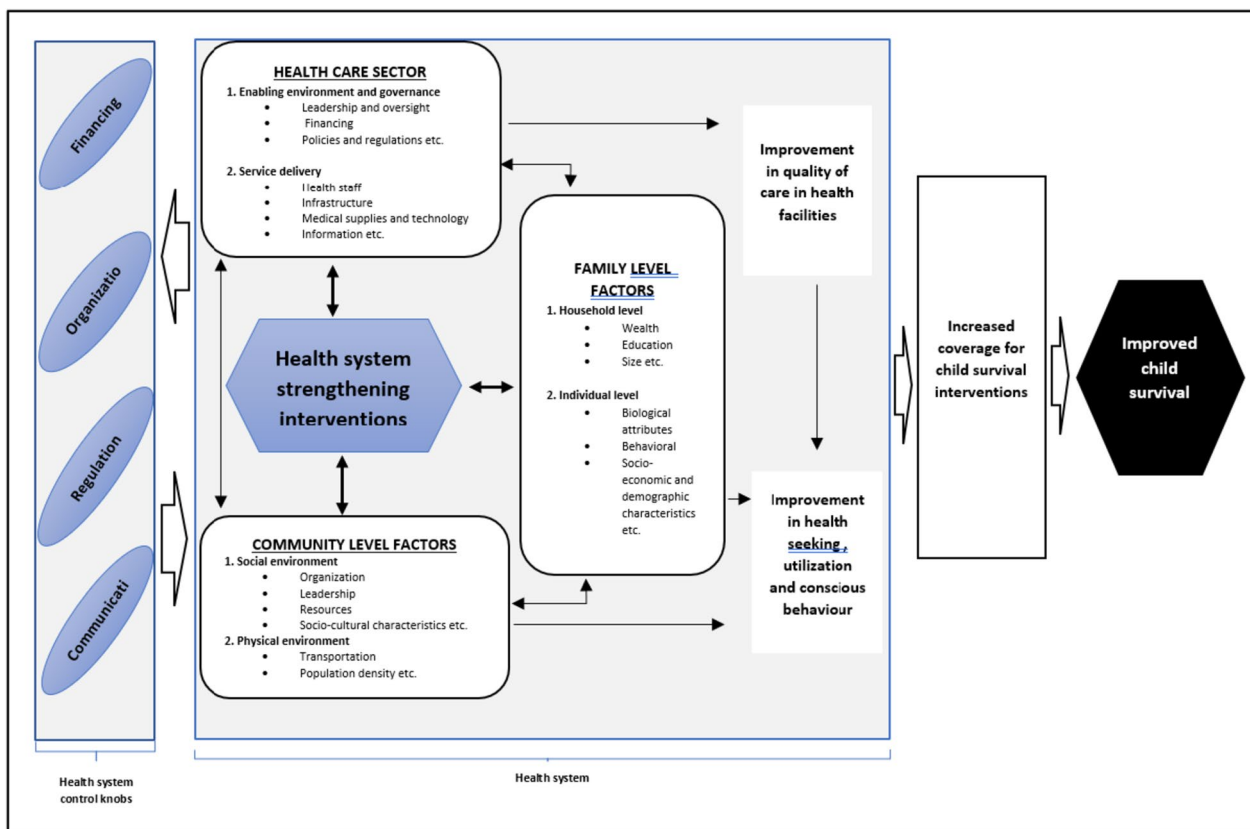 Financing
Organizatio
Regulation
Communicati
Health system
control knobs
HEALTH CARE SECTOR
1. Enabling environment and governance
• Leadership and oversight
• Financing
• Policies and regulations etc.
2. Service delivery
• Health staff
• Infrastructure
• Medical supplies and technology
• Information etc.
Health system
strengthening
interventions
COMMUNITY LEVEL FACTORS
1. Social environment
• Organization
• Leadership
• Resources
• Socio-cultural characteristics etc.
2. Physical environment
• Transportation
• Population density etc.
FAMILY LEVEL
FACTORS
1. Household level
• Wealth
• Education
• Size etc.
2. Individual level
• Biological
attributes
• Behavioral
• Socio-
economic and
demographic
characteristics
etc.
Improvement
in quality of
care in health
facilities
Improvement
in health
seeking ,
utilization
and conscious
behaviour
Health system
Increased
coverage for
child survival
interventions
Improved
child
survival